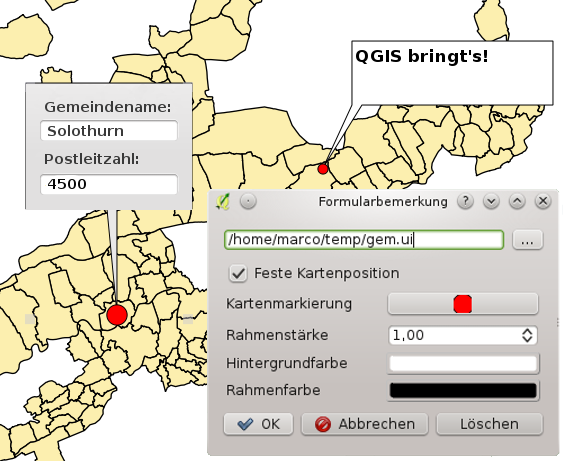 QGIS bringt's!
Gemeindename:
Solothurn
Postleitzahl:
4500
Formularbemerkung
/home/marco/temp/gem.ui
...
Feste Kartenposition
Kartenmarkierung
Rahmenstärke
1,00
Hintergrundfarbe
Rahmenfarbe
OK
Abbrechen
Löschen